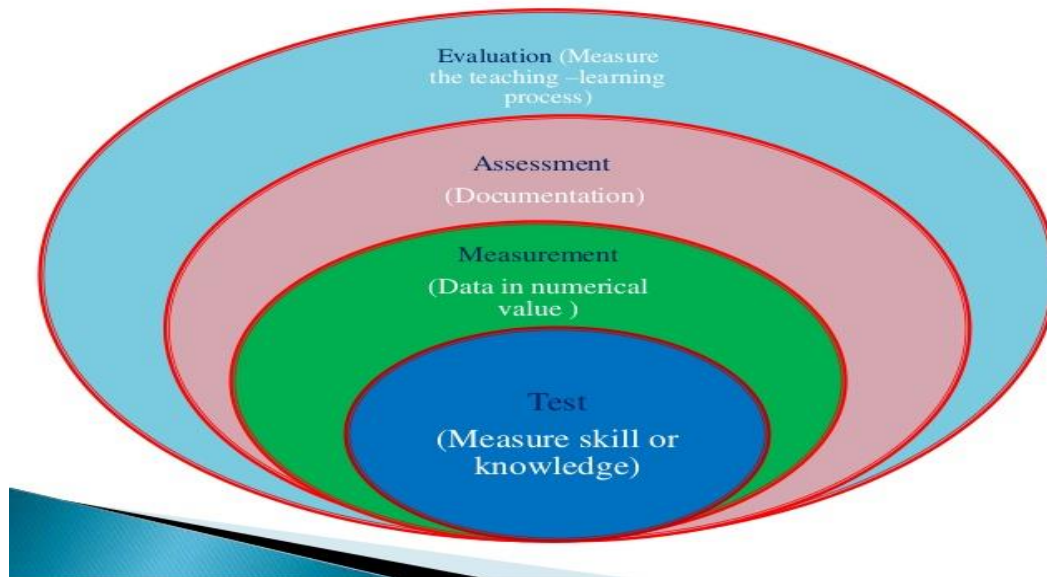 Evaluation (Measure
the teaching –learning
process)
Assessment
(Documentation)
Measurement
(Data in numerical
value )
Test
(Measure skill or
knowledge)